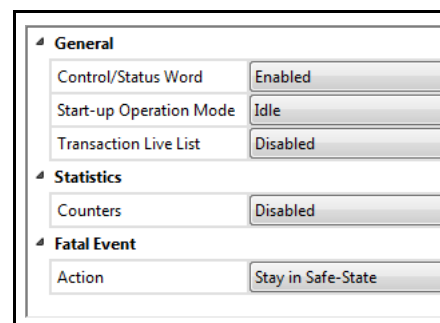 General
Control/Status Word Enabled
Start-up Operation Mode Idle
Transaction Live List Disabled
Statistics
Counters Disabled
Fatal Event
Action Stay in Safe-State